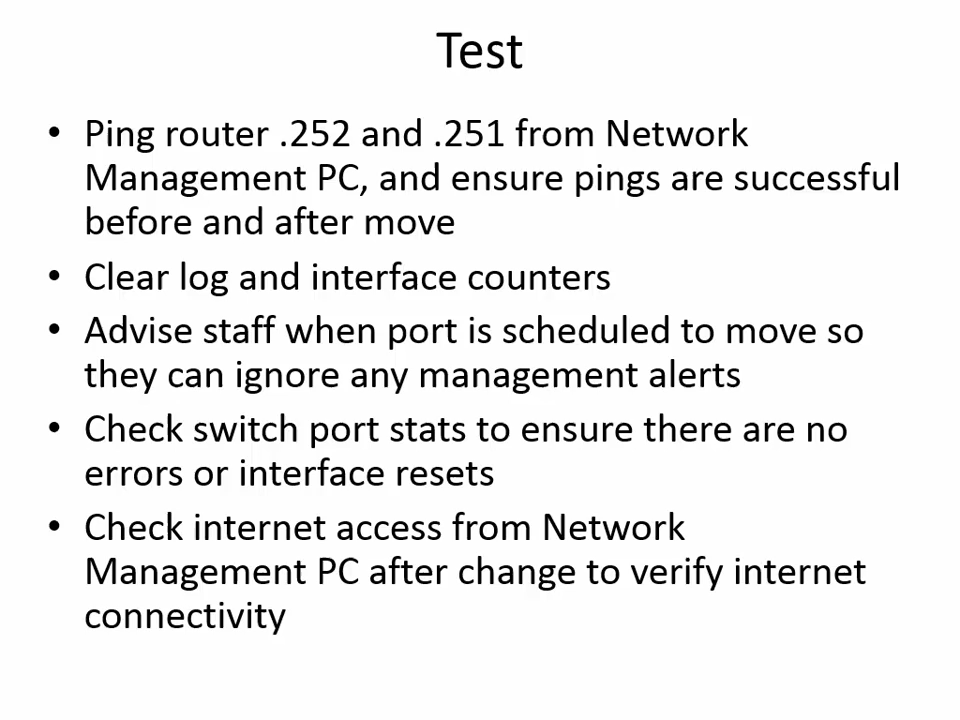 Test
• Ping router .252 and .251 from Network
Management PC, and ensure pings are successful
before and after move
• Clear log and interface counters
• Advise staff when port is scheduled to move so
they can ignore any management alerts
• Check switch port stats to ensure there are no
errors or interface resets
• Check internet access from Network
Management PC after change to verify internet
connectivity